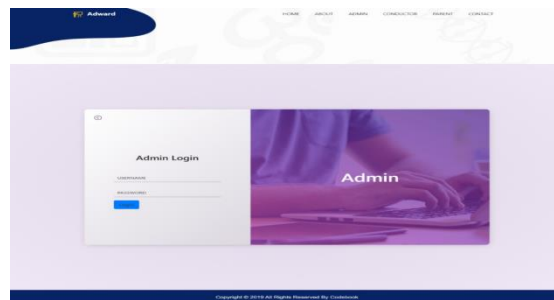 Adward
HOME ABOUT ADMIN CONDUCTOR PARENT CONTACT
Admin Login
USERNAME
PASSWORD
Admin
Copyright © 2019 All Rights Reserved By Codebook